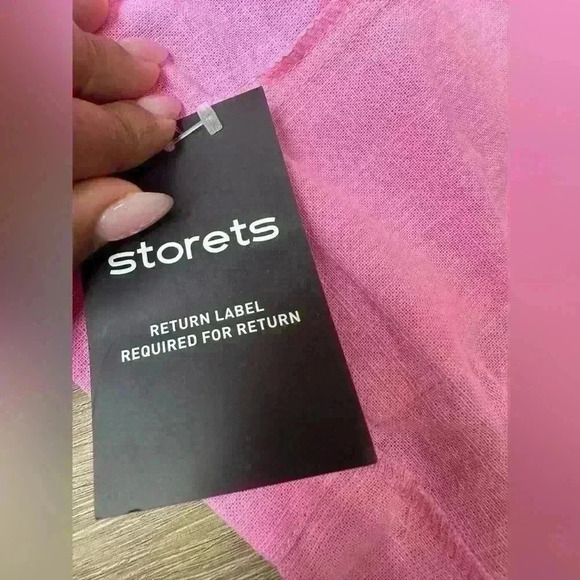 storets
RETURN LABEL
REQUIRED FOR RETURN